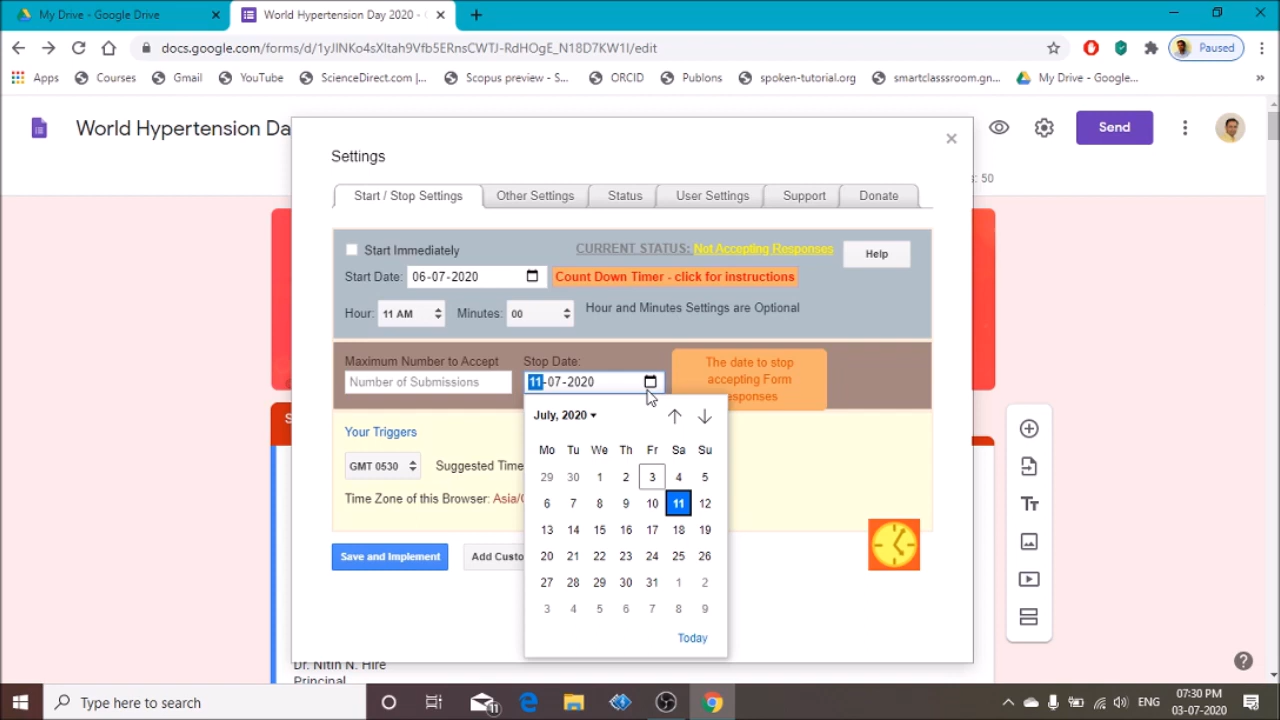 My Drive - Google Drive
World Hypertension Day 2020 -
docs.google.com/forms/d/1yJINKo4sXltah9Vfb5ERnsCWTJ-RdHOgE_N18D7KW1I/edit
Paused
Apps
Courses
Gmail
YouTube
ScienceDirect.com |...
Scopus preview - S...
ORCID
Publons
spoken-tutorial.org
smartclasssroom.gn...
My Drive - Google...
World Hypertension Da
Send
: 50
Settings
Start / Stop Settings
Other Settings
Status
User Settings
Support
Donate
Start Immediately
CURRENT STATUS: Not Accepting Responses
Help
Start Date: 06-07-2020
Count Down Timer - click for instructions
Hour: 11 AM Minutes: 00
Hour and Minutes Settings are Optional
Maximum Number to Accept
Stop Date:
Number of Submissions
11-07-2020
The date to stop
accepting Form
esponses
July, 2020
Mo Tu We Th Fr Sa Su
29 30 1 2 3 4 5
6 7 8 9 10 11 12
13 14 15 16 17 18 19
20 21 22 23 24 25 26
27 28 29 30 31 1 2
3 4 5 6 7 8 9
Today
Your Triggers
GMT 0530 Suggested Time
Time Zone of this Browser: Asia/
Save and Implement
Add Custo
Dr. Nitin N. Hire
Principal
Type here to search
11
ENG
07:30 PM
03-07-2020